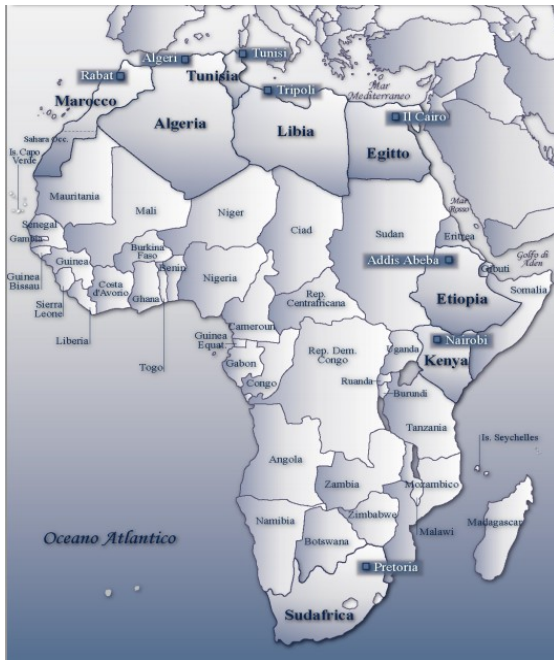 Algeri
Tunisi
Rabat
Tunisia
Mar
Mediterraneo
Tripoli
Marocco
Il Cairo
Algeria
Libia
Sahara Occ.
Egitto
Is. Capo
Verde
Mauritania
Mali
Niger
Ciad
Sudan
Mar
Rosso
Eritrea
Senegal
Gambia
Burkina
Faso
Golfo di
Aden
Guinea
Benin
Addis Abeba
Gibuti
Guinea
Bissau
Costa
d'Avorio
Ghana
Nigeria
Somalia
Etiopia
Sierra
Leone
Rep.
Centrafricana
Liberia
Cameroun
Guinea
Equat.
Togo
Nairobi
Uganda
Kenya
Rep. Dem.
Congo
Gabon
Congo
Ruanda
Burundi
Tanzania
Is. Seychelles
Angola
Zambia
Mozambico
Zimbabwe
Madagascar
Namibia
Malawi
Botswana
Oceano Atlantico
Pretoria
Sudafrica